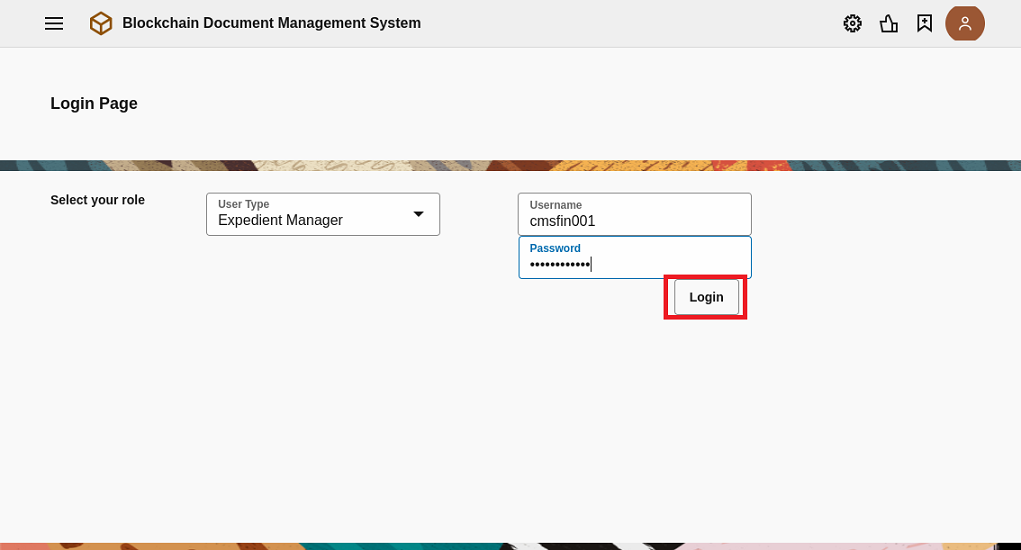 Blockchain Document Management System
Login Page
Select your role
User Type
Expedient Manager
Username
cmsfin001
Password
••••••••••••
Login